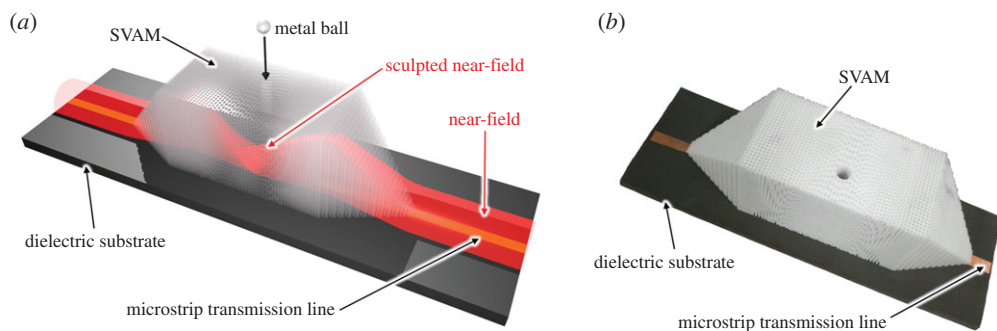 (a)
SVAM
metal ball
sculpted near-field
near-field
dielectric substrate
microstrip transmission line
(b)
SVAM
dielectric substrate
microstrip transmission line